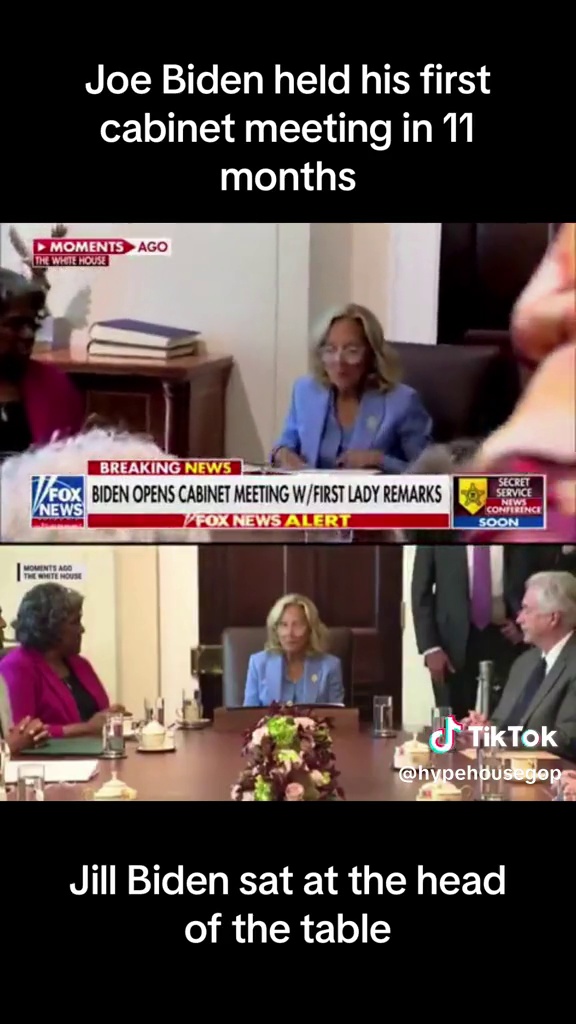 Joe Biden held his first
cabinet meeting in 11
months
MOMENTS AGO
THE WHITE HOUSE
BREAKING NEWS
FOX
NEWS
BIDEN OPENS CABINET MEETING W/FIRST LADY REMARKS
FOX NEWS ALERT
SECRET
SERVICE
NEWS
CONFERENCE
SOON
MOMENTS AGO
THE WHITE HOUSE
TikTok
@hypehousegop
Jill Biden sat at the head
of the table